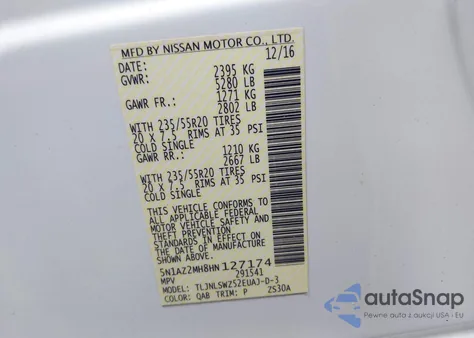 MFD BY NISSAN MOTOR CO., LTD.
DATE: 12/16
GVWR: 2395 KG
5280 LB
GAWR FR.: 1271 KG
2802 LB
WITH 235/55R20 TIRES
20 X 7.5 RIMS AT 35 PSI
COLD SINGLE
GAWR RR.: 1210 KG
2667 LB
WITH 235/55R20 TIRES
20 X 7.5 RIMS AT 35 PSI
COLD SINGLE
THIS VEHICLE CONFORMS TO
ALL APPLICABLE FEDERAL
MOTOR VEHICLE SAFETY AND
THEFT PREVENTION
STANDARDS IN EFFECT ON
THE DATE OF MANUFACTURE
SHOWN ABOVE.
5N1AZ2MH8HN127174
291541
MPV
MODEL: TLJNLSWZ52EUAJ-D-3
COLOR: QAB TRIM: P ZS30A
autoSnap
Pewne auto z aukcji USA i EU